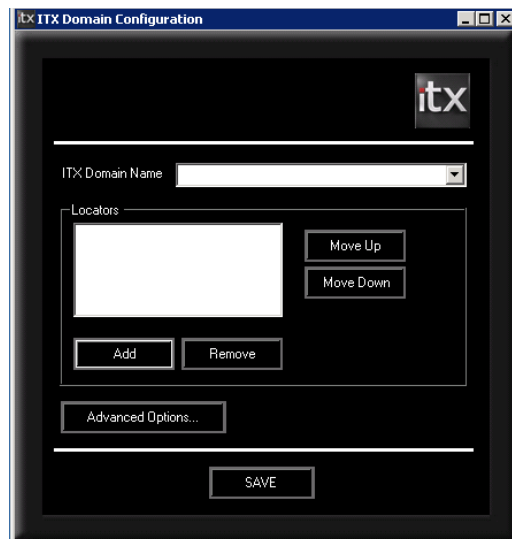 itx ITX Domain Configuration
itx
ITX Domain Name
Locators
Move Up
Move Down
Add Remove
Advanced Options...
SAVE